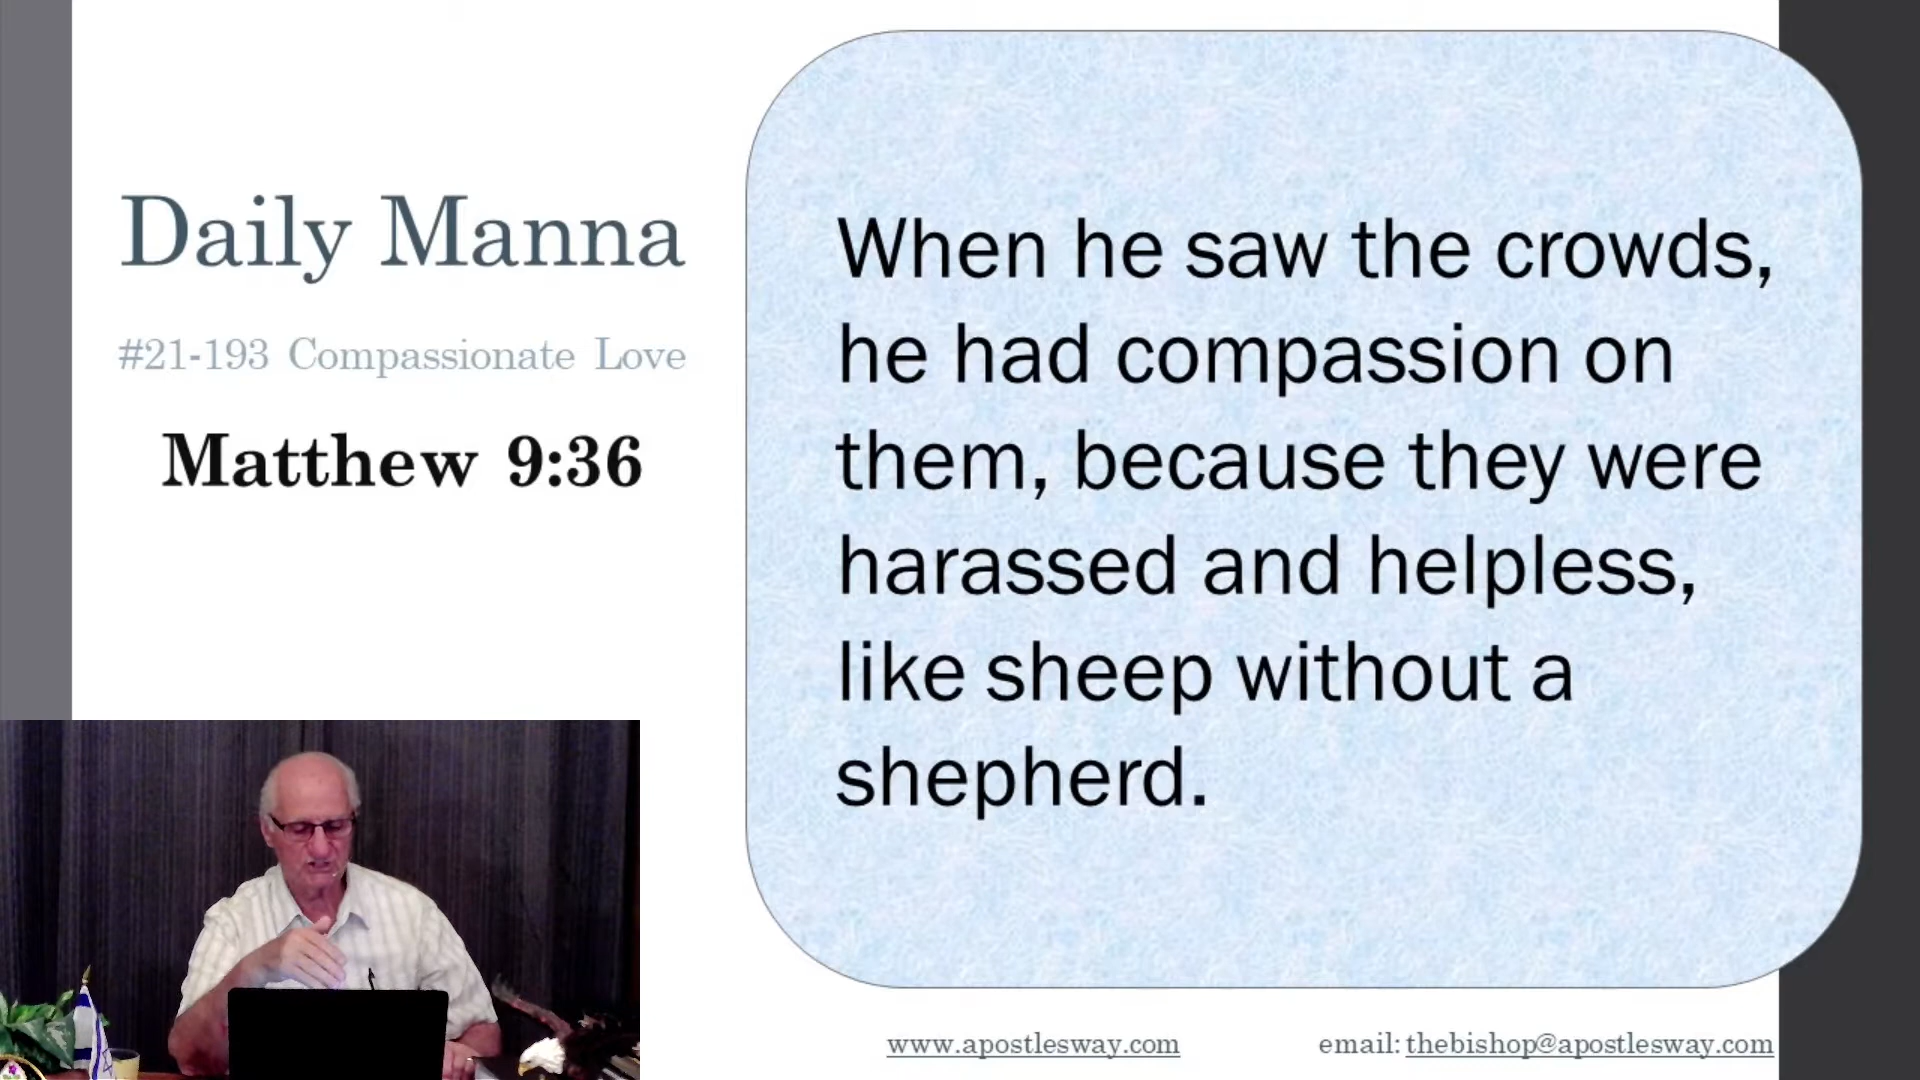 Daily Manna
#21-193 Compassionate Love
Matthew 9:36
When he saw the crowds,
he had compassion on
them, because they were
harassed and helpless,
like sheep without a
shepherd.
www.apostlesway.com
email: thebishop@apostlesway.com